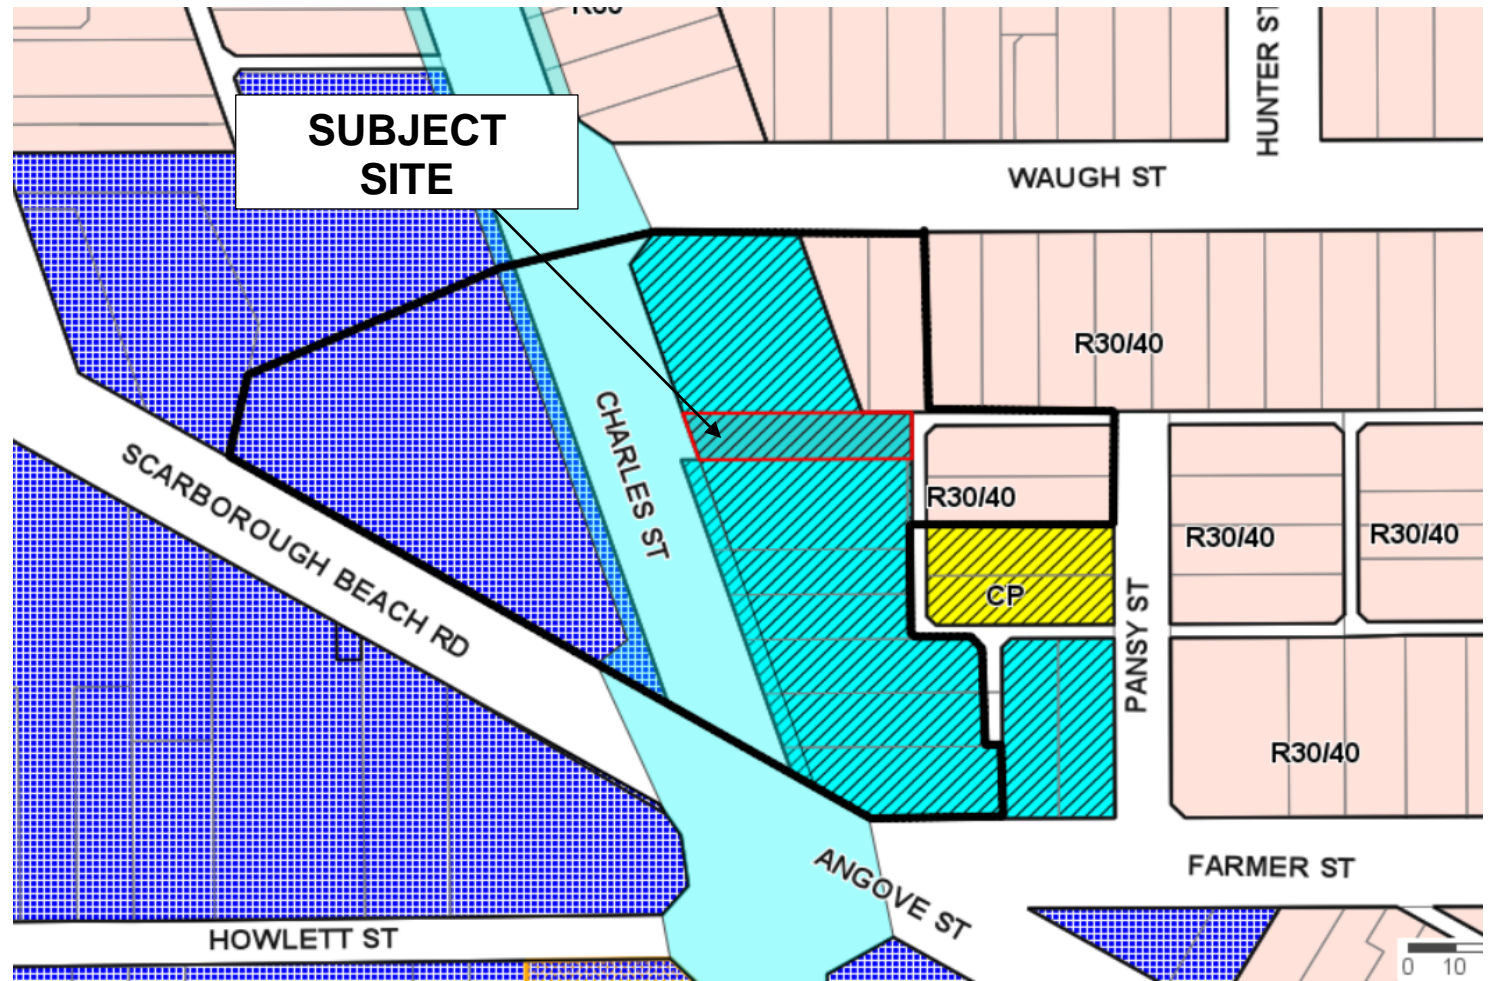 HUNTER ST
SUBJECT
SITE
WAUGH ST
R30/40
CHARLES ST
SCARBOROUGH BEACH RD
R30/40
R30/40
R30/40
CP
PANSY ST
R30/40
ANGOVE ST
FARMER ST
HOWLETT ST
0 10